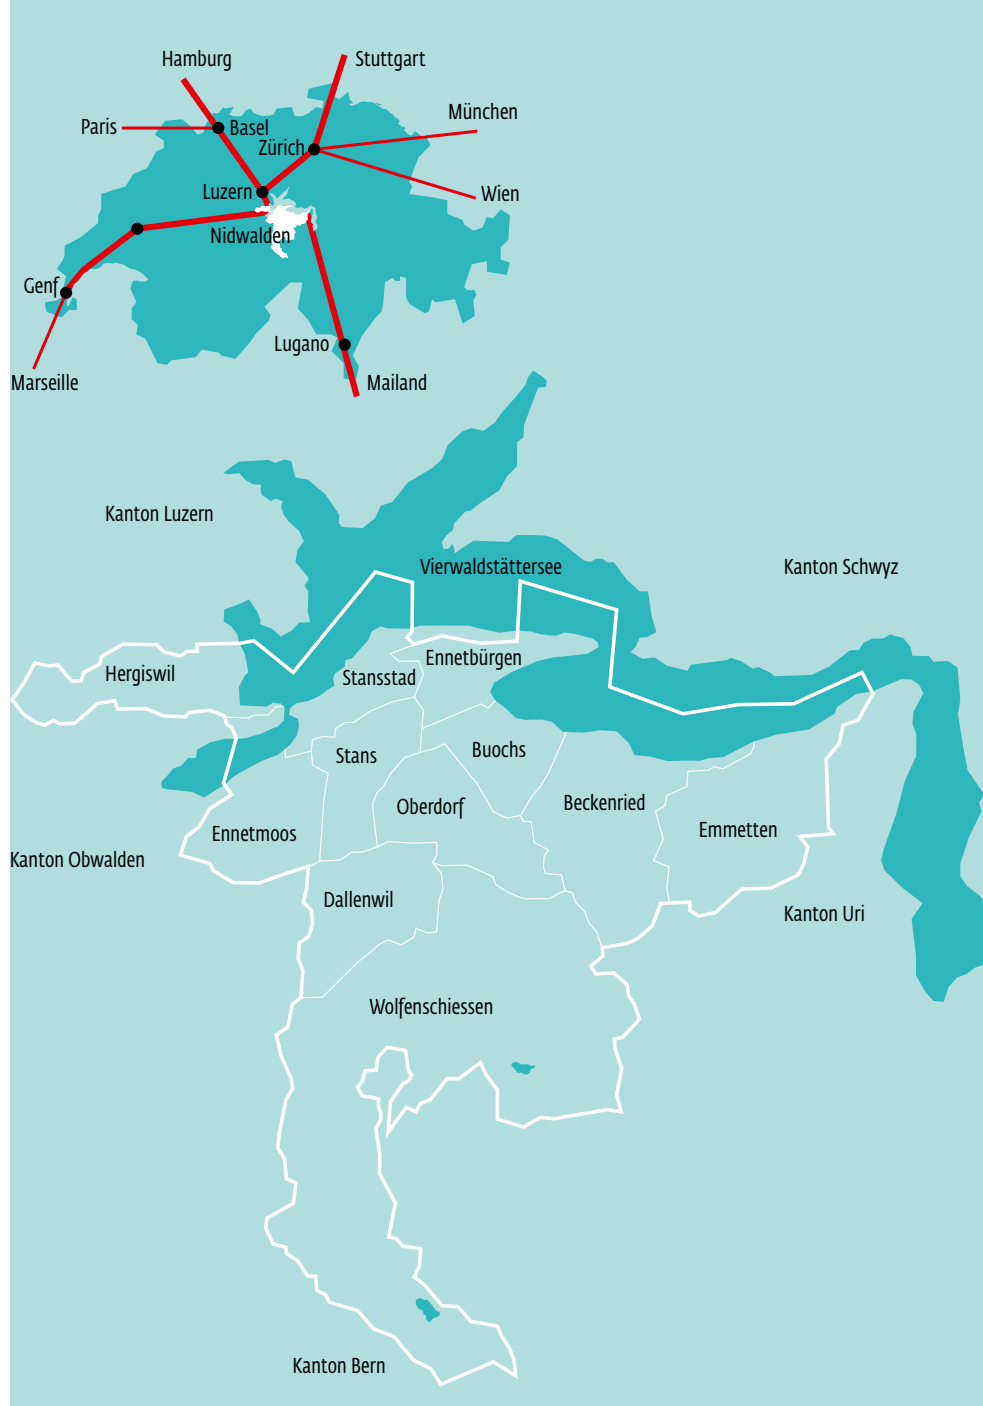 Hamburg
Stuttgart
München
Paris
Basel
Zürich
Luzern
Wien
Nidwalden
Genf
Lugano
Marseille
Mailand
Kanton Luzern
Vierwaldstättersee
Kanton Schwyz
Ennetbürgen
Hergiswil
Stansstad
Buochs
Stans
Beckenried
Oberdorf
Emmetten
Ennetmoos
Kanton Obwalden
Dallenwil
Kanton Uri
Wolfenschiessen
Kanton Bern